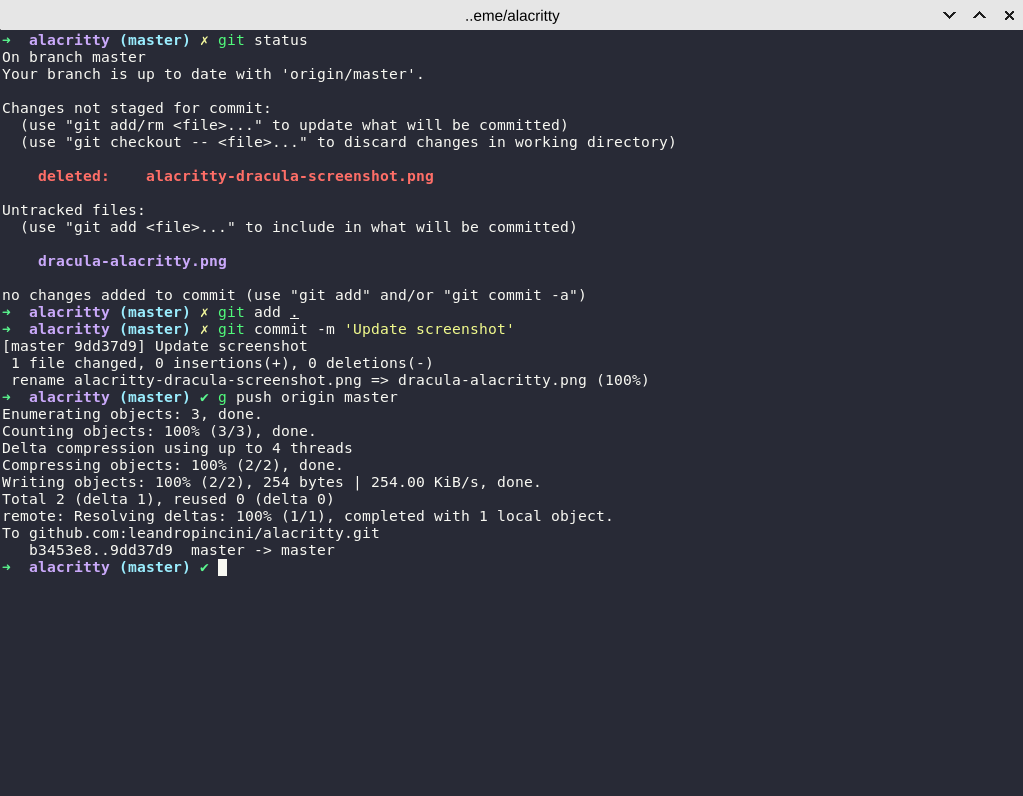 ..eme/alacritty
➜  alacritty (master) ✗ git status
On branch master
Your branch is up to date with 'origin/master'.

Changes not staged for commit:
  (use "git add/rm <file>..." to update what will be committed)
  (use "git checkout -- <file>..." to discard changes in working directory)

    deleted:    alacritty-dracula-screenshot.png

Untracked files:
  (use "git add <file>..." to include in what will be committed)

    dracula-alacritty.png

no changes added to commit (use "git add" and/or "git commit -a")
➜  alacritty (master) ✗ git add .
➜  alacritty (master) ✗ git commit -m 'Update screenshot'
[master 9dd37d9] Update screenshot
 1 file changed, 0 insertions(+), 0 deletions(-)
 rename alacritty-dracula-screenshot.png => dracula-alacritty.png (100%)
➜  alacritty (master) ✔ g push origin master
Enumerating objects: 3, done.
Counting objects: 100% (3/3), done.
Delta compression using up to 4 threads
Compressing objects: 100% (2/2), done.
Writing objects: 100% (2/2), 254 bytes | 254.00 KiB/s, done.
Total 2 (delta 1), reused 0 (delta 0)
remote: Resolving deltas: 100% (1/1), completed with 1 local object.
To github.com:leandropincini/alacritty.git
   b3453e8..9dd37d9  master -> master
➜  alacritty (master) ✔